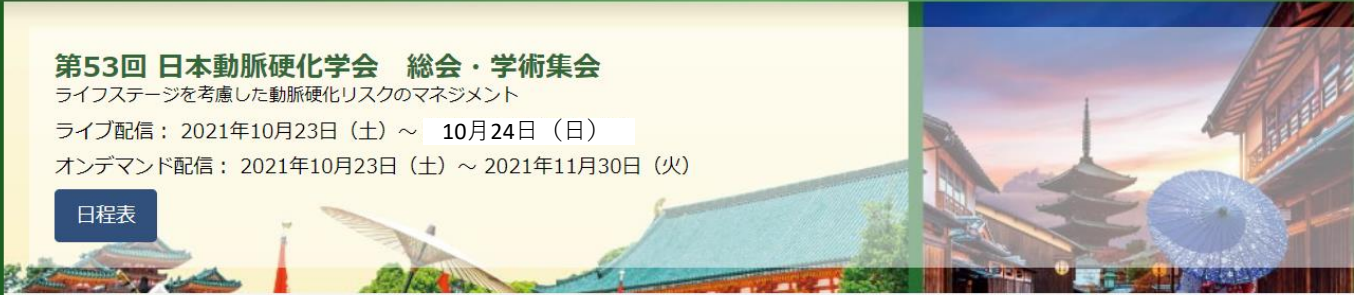 第53回 日本動脈硬化学会　総会・学術集会
ライフステージを考慮した動脈硬化リスクのマネジメント
ライブ配信： 2021年10月23日（土）～ 10月24日（日）
オンデマンド配信： 2021年10月23日（土）～ 2021年11月30日（火）
日程表